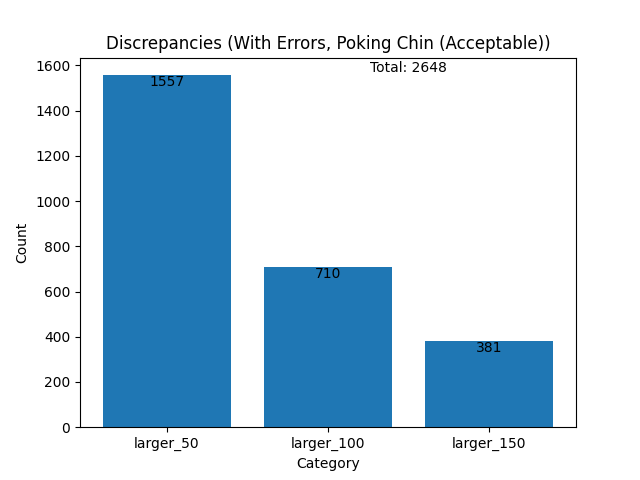 Discrepancies (With Errors, Poking Chin (Acceptable))
Total: 2648
1600
1400
1200
1000
800
600
400
200
0
Count
1557
710
381
larger_50
larger_100
larger_150
Category